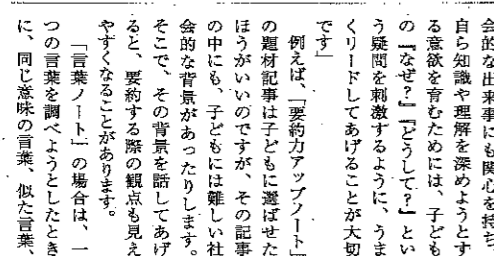 会的な出来事にも関心を持ち、
自ら知識や理解を深めようとす
る意欲を育むためには、子ども
の『なぜ?』『どうして?』とい
う疑問を刺激するように、うま
くリードしてあげることが大切
です」
例えば、「要約力アップノート」
の題材記事は子どもに選ばせた
ほうがいいのですが、その記事
の中にも、子どもには難しい社
会的な背景があったりします。
そこで、その背景を話してあげ
ると、要約する際の観点も見え
やすくなることがあります。
「言葉ノート」の場合は、一
つの言葉を調べようとしたとき
に、同じ意味の言葉、似た言葉、